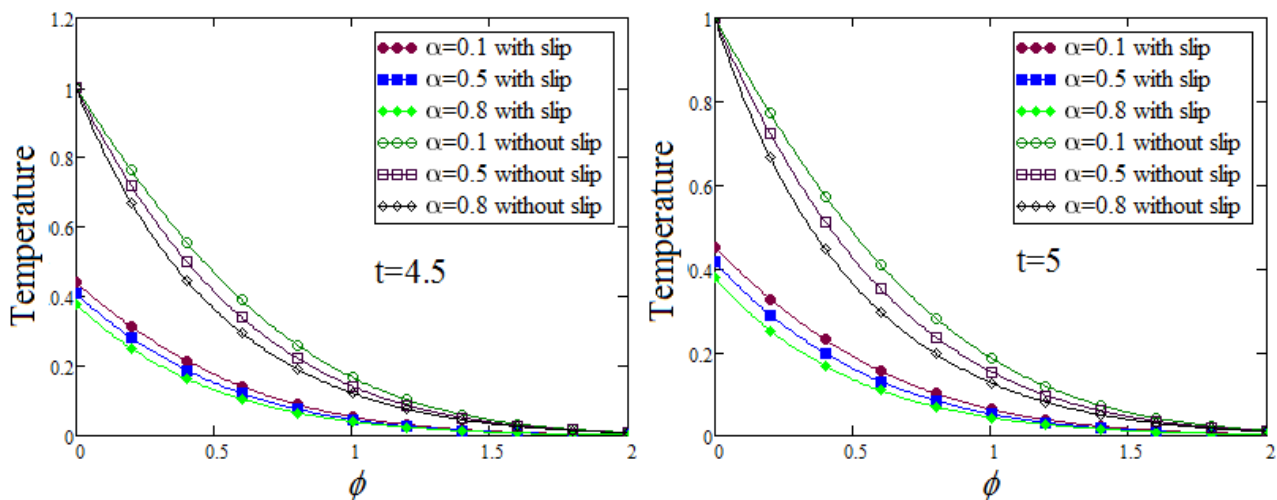 1.2
1
0.8
0.6
0.4
0.2
0
Temperature
α=0.1 with slip
α=0.5 with slip
α=0.8 with slip
α=0.1 without slip
α=0.5 without slip
α=0.8 without slip
t=4.5
0 0.5 1 1.5 2
ϕ
1
0.8
0.6
0.4
0.2
0
Temperature
α=0.1 with slip
α=0.5 with slip
α=0.8 with slip
α=0.1 without slip
α=0.5 without slip
α=0.8 without slip
t=5
0 0.5 1 1.5 2
ϕ